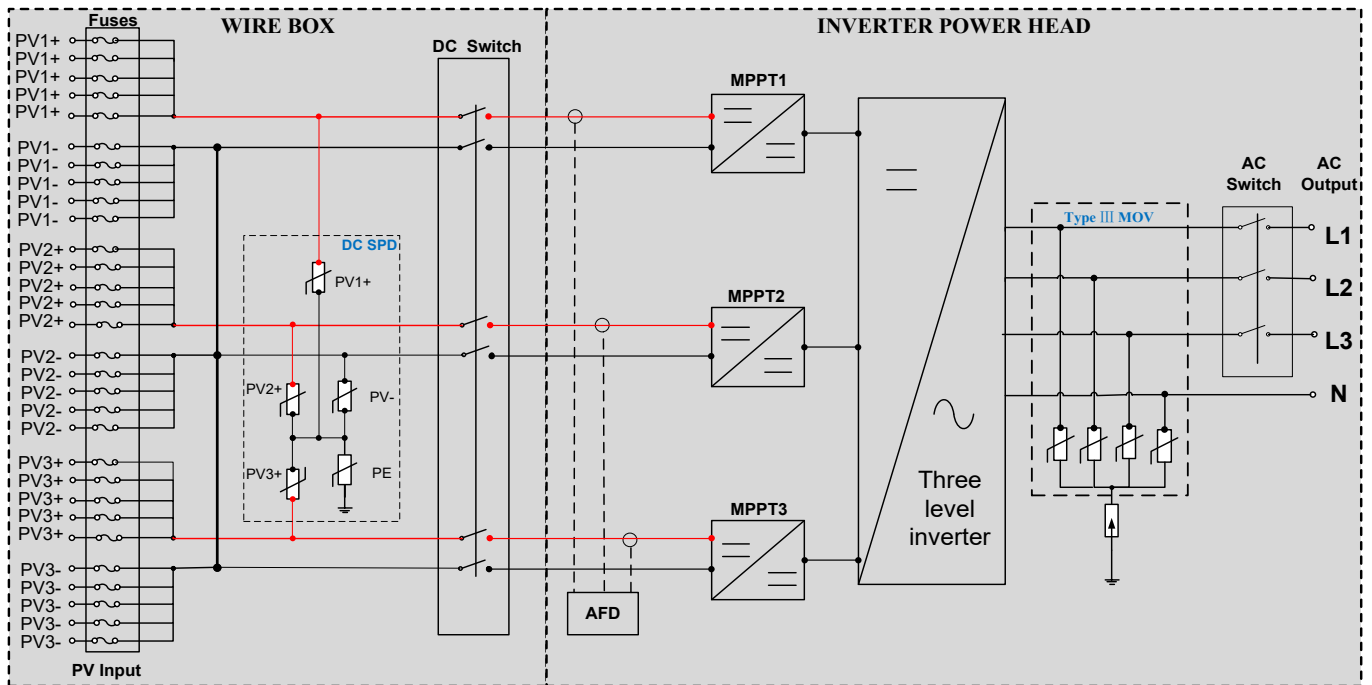 WIRE BOX
INVERTER POWER HEAD
Fuses
PV1+
PV1+
PV1+
PV1+
PV1+
PV1-
PV1-
PV1-
PV1-
PV1-
PV2+
PV2+
PV2+
PV2+
PV2+
PV2-
PV2-
PV2-
PV2-
PV2-
PV3+
PV3+
PV3+
PV3+
PV3+
PV3-
PV3-
PV3-
PV3-
PV3-
PV Input
DC SPD
PV1+
PV2+
PV-
PV3+
PE
DC Switch
AFD
MPPT1
MPPT2
MPPT3
Three
level
inverter
Type III MOV
AC
Switch
AC
Output
L1
L2
L3
N